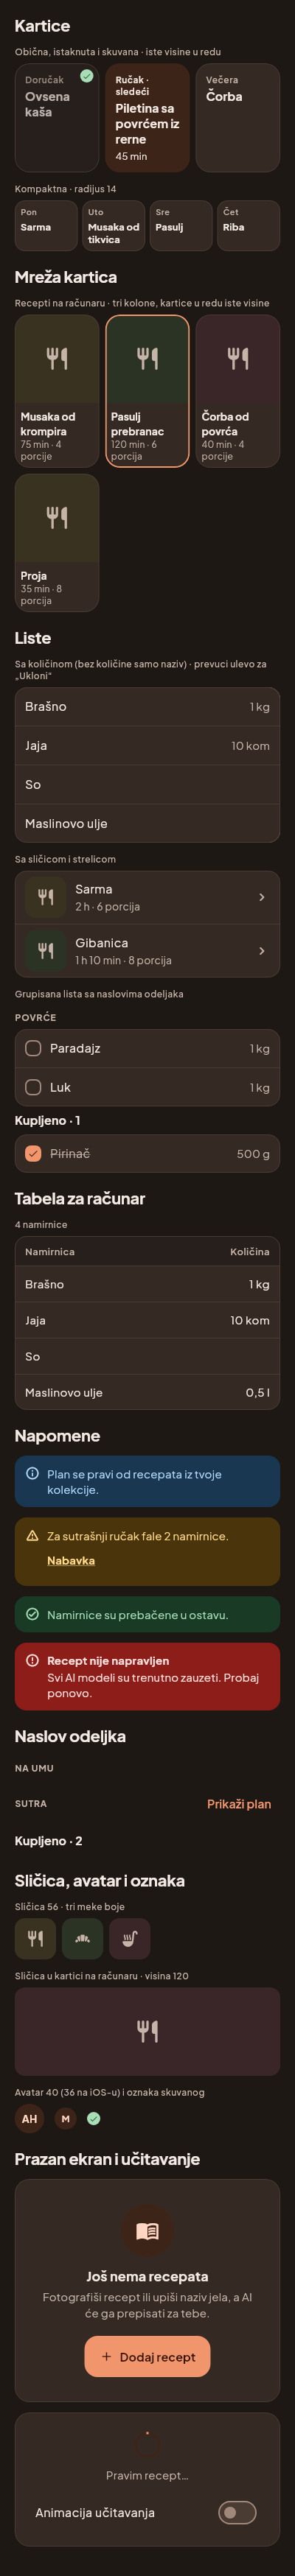 Kartice
Obična, istaknuta i skuvana · iste visine u redu
Doručak
Ovsena
kaša
Ručak ·
sledeći
Piletina sa
povrćem iz
rerne
45 min
Večera
Čorba
Kompaktna · radijus 14
Pon
Sarma
Uto
Musaka od
tikvica
Sre
Pasulj
Čet
Riba
Mreža kartica
Recepti na računaru · tri kolone, kartice u redu iste visine
Musaka od
krompira
75 min · 4
porcije
Pasulj
prebranac
120 min · 6
porcija
Čorba od
povrća
40 min · 4
porcije
Proja
35 min · 8
porcija
Liste
Sa količinom (bez količine samo naziv) · prevuci ulevo za
„Ukloni“
Brašno 1 kg
Jaja 10 kom
So
Maslinovo ulje
Sa sličicom i strelicom
Sarma
2 h · 6 porcija
Gibanica
1 h 10 min · 8 porcija
Grupisana lista sa naslovima odeljaka
POVRĆE
Paradajz 1 kg
Luk 1 kg
Kupljeno · 1
Pirinač 500 g
Tabela za računar
4 namirnice
Namirnica Količina
Brašno 1 kg
Jaja 10 kom
So
Maslinovo ulje 0,5 l
Napomene
Plan se pravi od recepata iz tvoje
kolekcije.
Za sutrašnji ručak fale 2 namirnice.
Nabavka
Namirnice su prebačene u ostavu.
Recept nije napravljen
Svi AI modeli su trenutno zauzeti. Probaj
ponovo.
Naslov odeljka
NA UMU
SUTRA Prikaži plan
Kupljeno · 2
Sličica, avatar i oznaka
Sličica 56 · tri meke boje
Sličica u kartici na računaru · visina 120
Avatar 40 (36 na iOS-u) i oznaka skuvanog
AH M
Prazan ekran i učitavanje
Još nema recepata
Fotografiši recept ili upiši naziv jela, a AI
će ga prepisati za tebe.
Dodaj recept
Pravim recept…
Animacija učitavanja